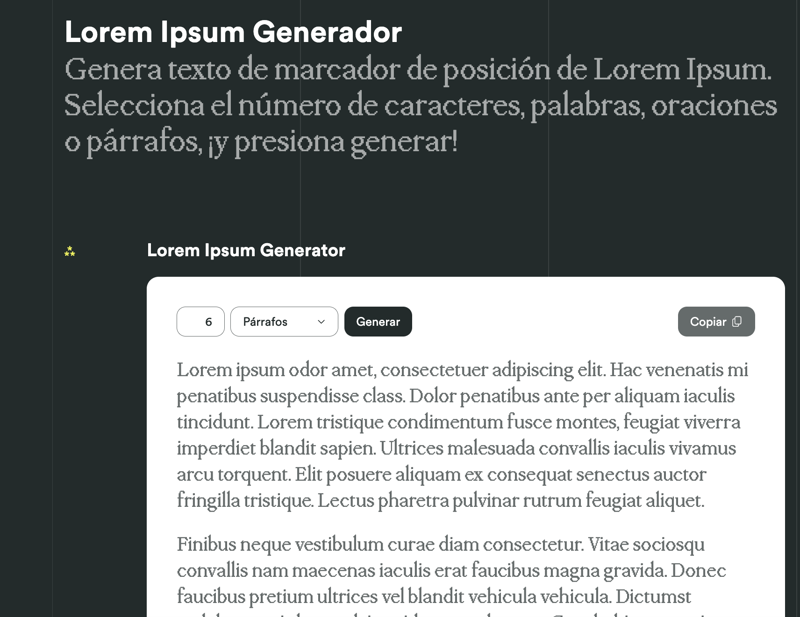 Lorem Ipsum Generador
Genera texto de marcador de posición de Lorem Ipsum.
Selecciona el número de caracteres, palabras, oraciones
o párrafos, ¡y presiona generar!
Lorem Ipsum Generator
6 Párrafos Generar Copiar
Lorem ipsum odor amet, consectetuer adipiscing elit. Hac venenatis mi
penatibus suspendisse class. Dolor penatibus ante per aliquam iaculis
tincidunt. Lorem tristique condimentum fusce montes, feugiat viverra
imperdiet blandit sapien. Ultrices malesuada convallis iaculis vivamus
arcu torquent. Elit posuere aliquam ex consequat senectus auctor
fringilla tristique. Lectus pharetra pulvinar rutrum feugiat aliquet.
Finibus neque vestibulum curae diam consectetur. Vitae sociosqu
convallis nam maecenas iaculis erat faucibus magna gravida. Donec
faucibus pretium ultrices vel blandit vehicula vehicula. Dictumst